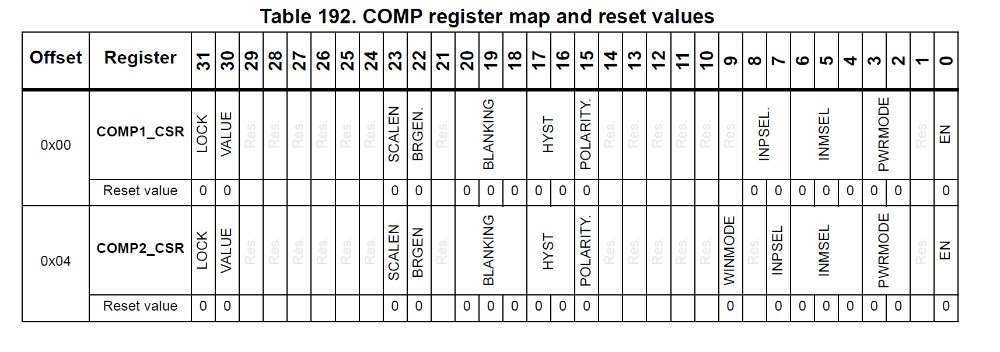 Table 192. COMP register map and reset values
Offset Register 31 30 29 28 27 26 25 24 23 22 21 20 19 18 17 16 15 14 13 12 11 10 9 8 7 6 5 4 3 2 1 0
0x00 COMP1_CSR LOCK VALUE Res. Res. Res. Res. Res. Res. SCALEN BRGEN. Res. BLANKING HYST POLARITY. Res. Res. Res. Res. Res. Res. INPSEL. INMSEL PWRMODE Res. EN
Reset value 0 0 0 0 0 0 0 0 0 0 0 0 0 0 0 0 0 0
0x04 COMP2_CSR LOCK VALUE Res. Res. Res. Res. Res. Res. SCALEN BRGEN Res. BLANKING HYST. POLARITY. Res. Res. Res. Res. Res. WINMODE Res. INPSEL INMSEL PWRMODE Res. EN
Reset value 0 0 0 0 0 0 0 0 0 0 0 0 0 0 0 0 0 0